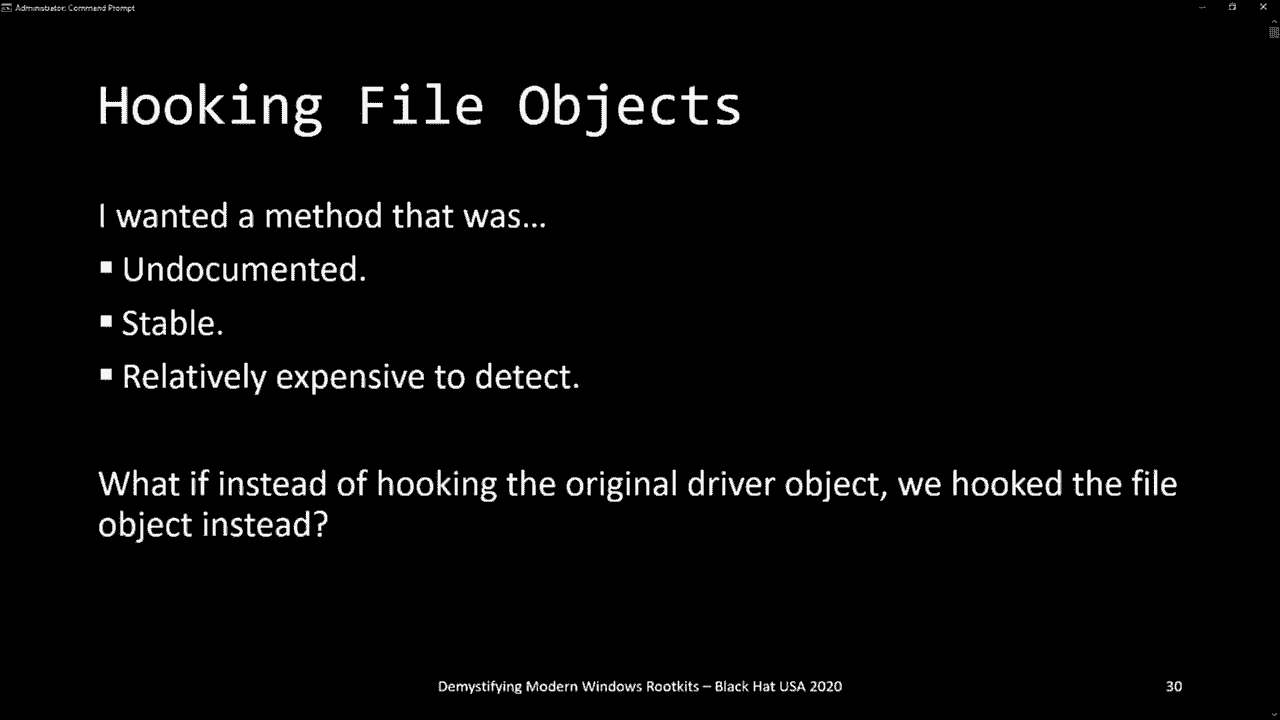 Administrator: Command Prompt
Hooking File Objects
I wanted a method that was…
▪ Undocumented.
▪ Stable.
▪ Relatively expensive to detect.
What if instead of hooking the original driver object, we hooked the file
object instead?
Demystifying Modern Windows Rootkits – Black Hat USA 2020
30